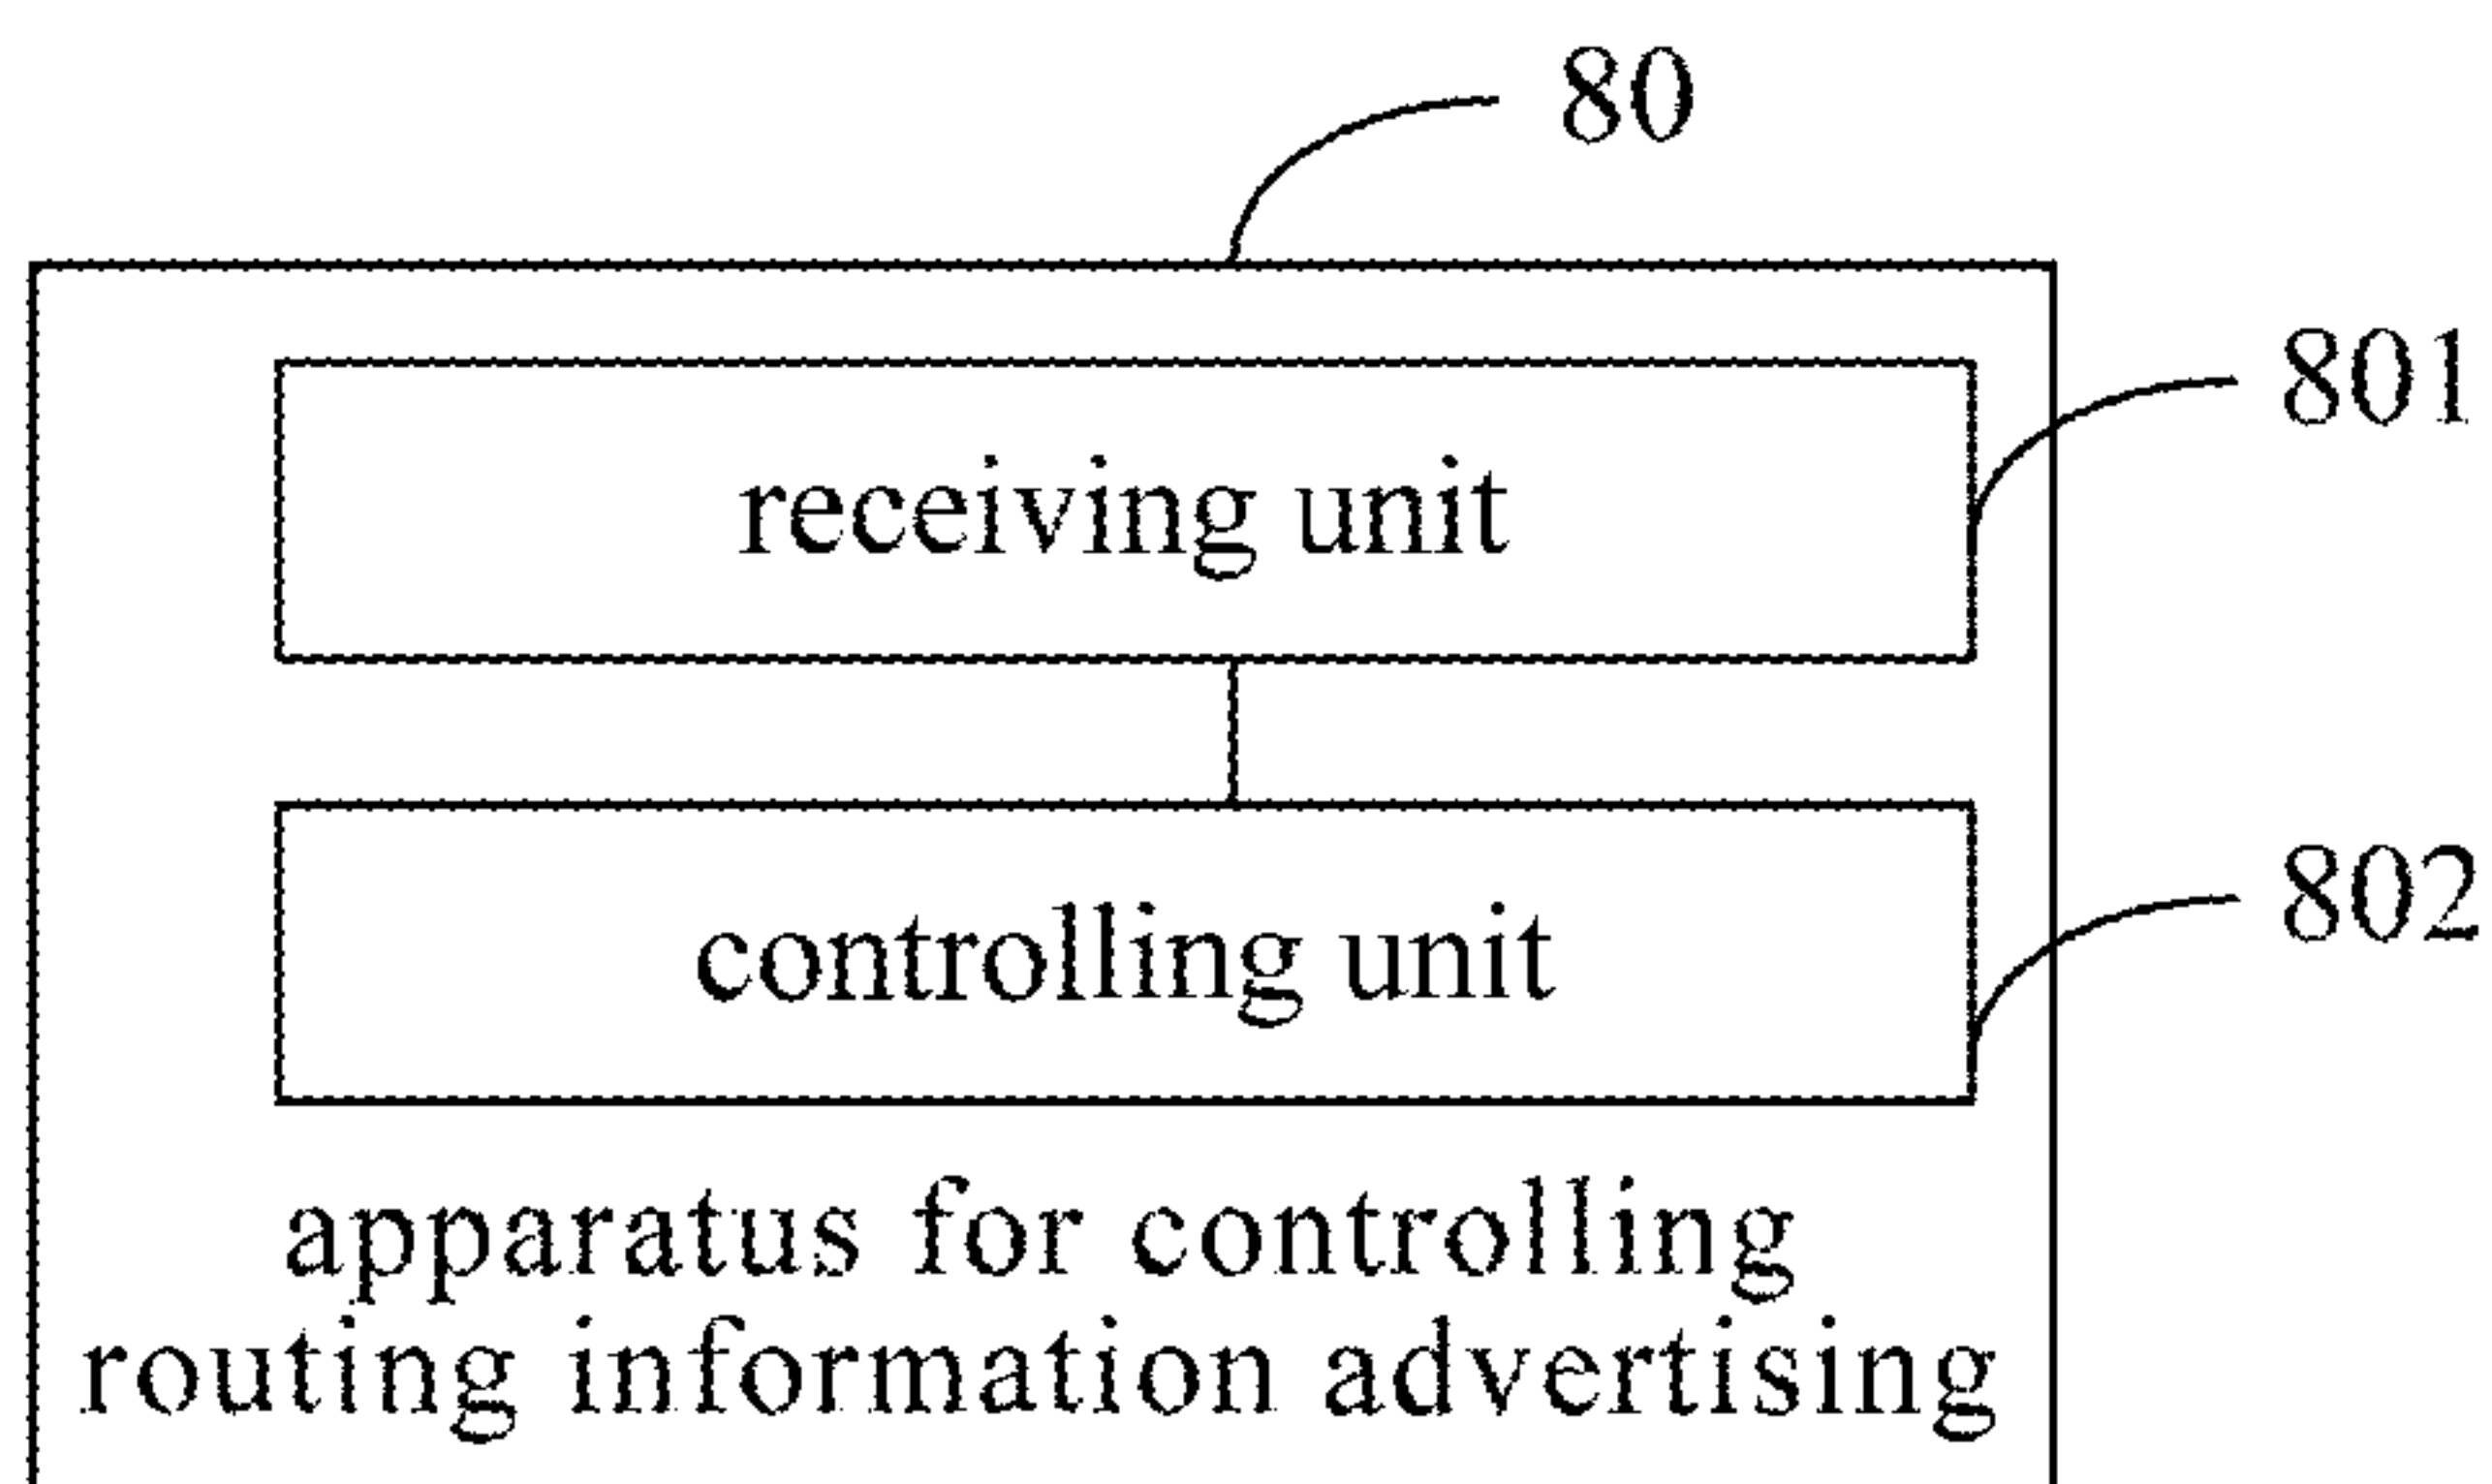 80
801
receiving unit
802
controlling unit
apparatus for controlling
routing information advertising